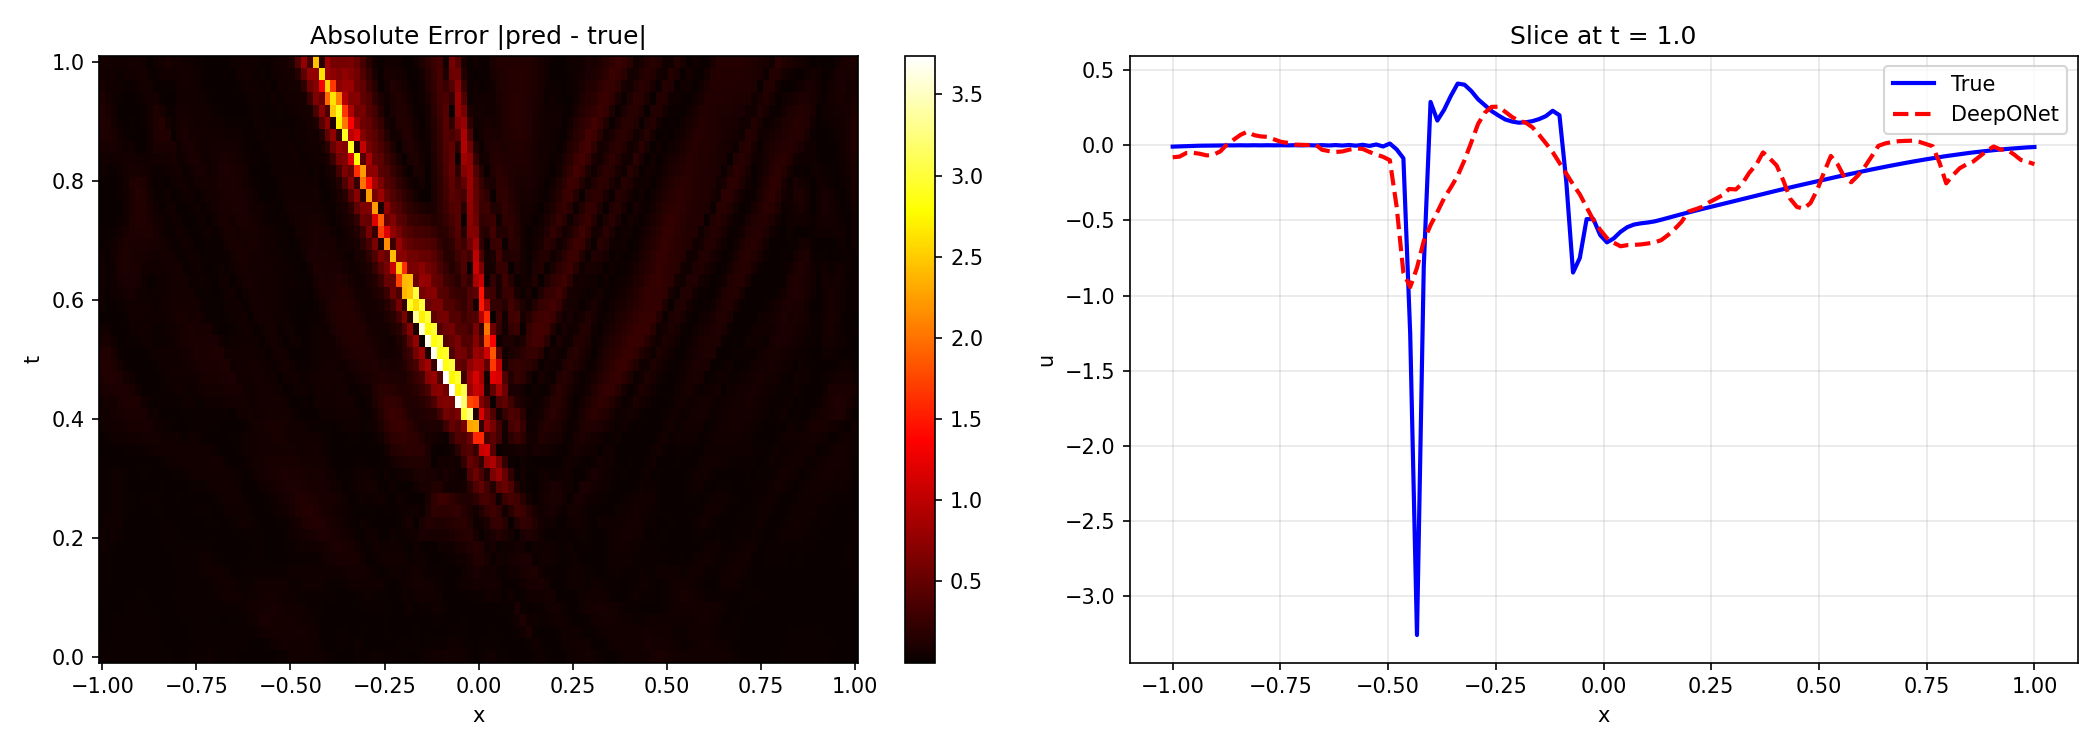 Absolute Error |pred - true|
t
1.0
0.8
0.6
0.4
0.2
0.0
−1.00 −0.75 −0.50 −0.25 0.00 0.25 0.50 0.75 1.00
x
3.5
3.0
2.5
2.0
1.5
1.0
0.5
Slice at t = 1.0
u
0.5
0.0
−0.5
−1.0
−1.5
−2.0
−2.5
−3.0
True
DeepONet
−1.00 −0.75 −0.50 −0.25 0.00 0.25 0.50 0.75 1.00
x